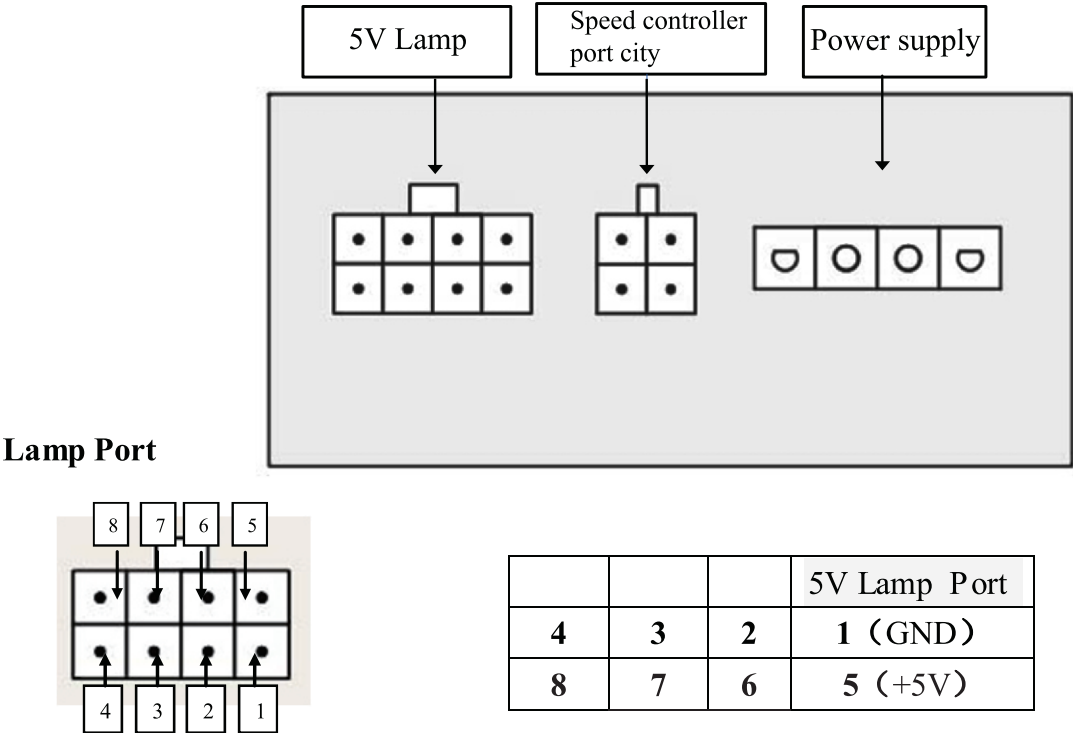 5V Lamp
Speed controller
port city
Power supply
Lamp Port
8 7 6 5
4 3 2 1
5V Lamp Port
4 3 2 1（GND）
8 7 6 5（+5V）